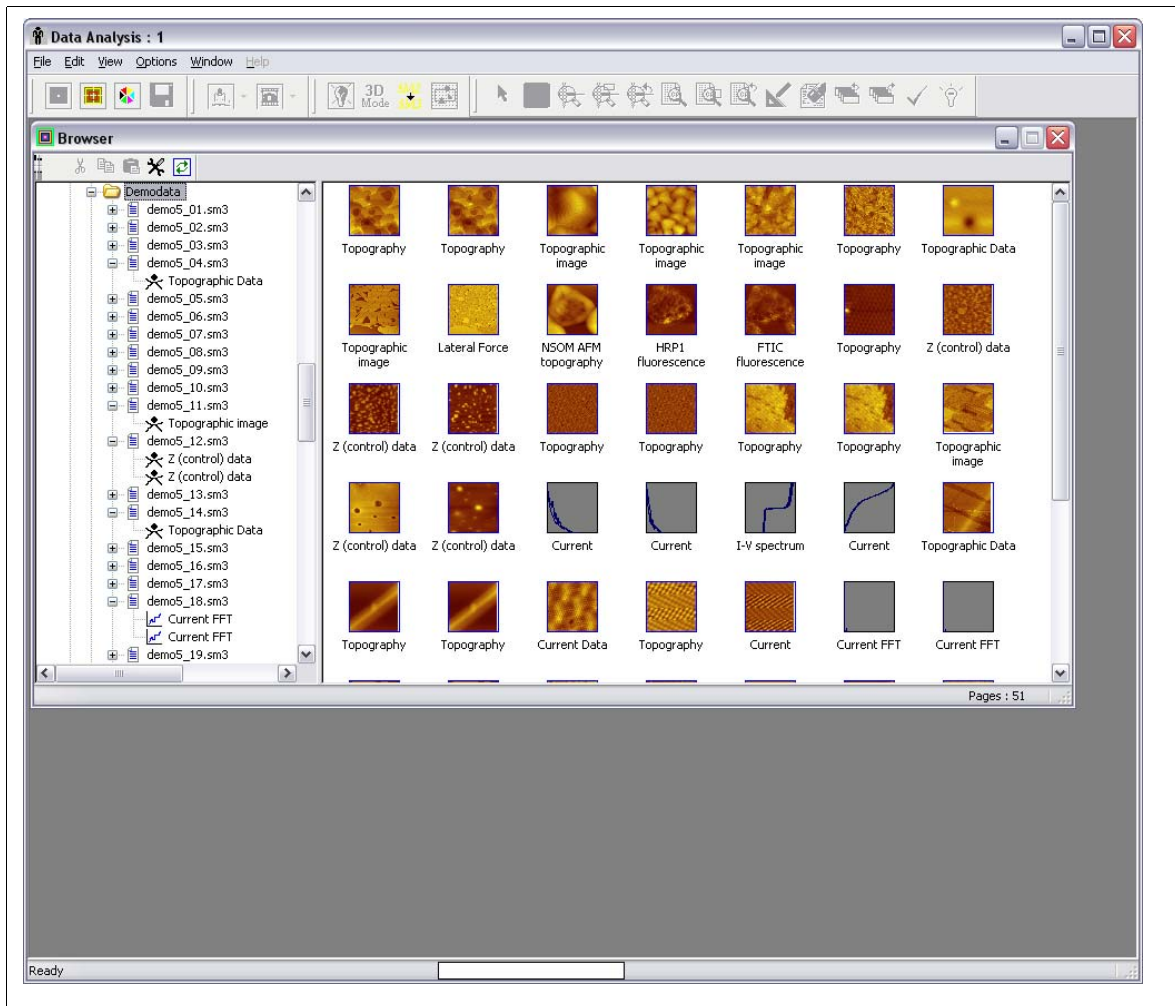 Data Analysis : 1
File Edit View Options Window Help
3D
Mode
Browser
Demodata
demo5_01.sm3
demo5_02.sm3
demo5_03.sm3
demo5_04.sm3
Topographic Data
demo5_05.sm3
demo5_06.sm3
demo5_07.sm3
demo5_08.sm3
demo5_09.sm3
demo5_10.sm3
demo5_11.sm3
Topographic image
demo5_12.sm3
Z (control) data
Z (control) data
demo5_13.sm3
demo5_14.sm3
Topographic Data
demo5_15.sm3
demo5_16.sm3
demo5_17.sm3
demo5_18.sm3
Current FFT
Current FFT
demo5_19.sm3
Topography
Topography
Topographic
image
Topographic
image
Topographic
image
Topography
Topographic Data
Topographic
image
Lateral Force
NSOM AFM
topography
HRP1
fluorescence
FTIC
fluorescence
Topography
Z (control) data
Z (control) data
Z (control) data
Topography
Topography
Topography
Topography
Topographic
image
Z (control) data
Z (control) data
Current
Current
I-V spectrum
Current
Topographic Data
Topography
Topography
Current Data
Topography
Current
Current FFT
Current FFT
Pages : 51
Ready